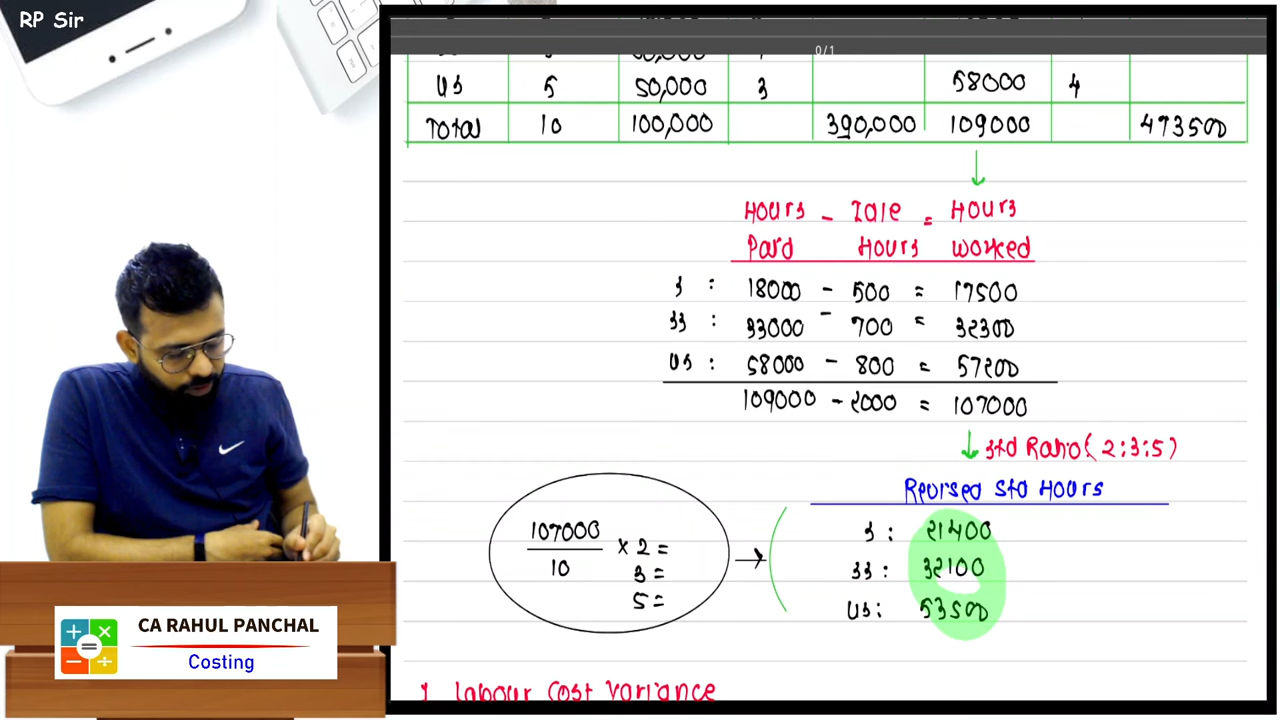 RP Sir
0/1
US 5 50,000 3 58000 4
Total 10 100,000 390,000 109000 473500
Hours - Idle = Hours
Paid Hours Worked
S : 18000 - 500 = 17500
SS : 33000 - 700 = 32300
US : 58000 - 800 = 57200
109000 - 2000 = 107000
Std Ratio (2:3:5)
Revised Std Hours
107000
10
x 2 =
3 =
5 =
S : 21400
SS : 32100
US : 53500
1 Labour Cost Variance
CA RAHUL PANCHAL
Costing